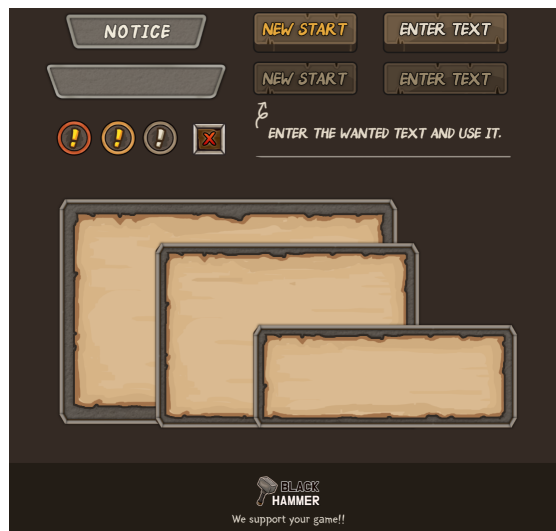 NOTICE
NEW START
ENTER TEXT
NEW START
ENTER TEXT
ENTER THE WANTED TEXT AND USE IT.
!
!
!
X
BLACK
HAMMER
We support your game!!